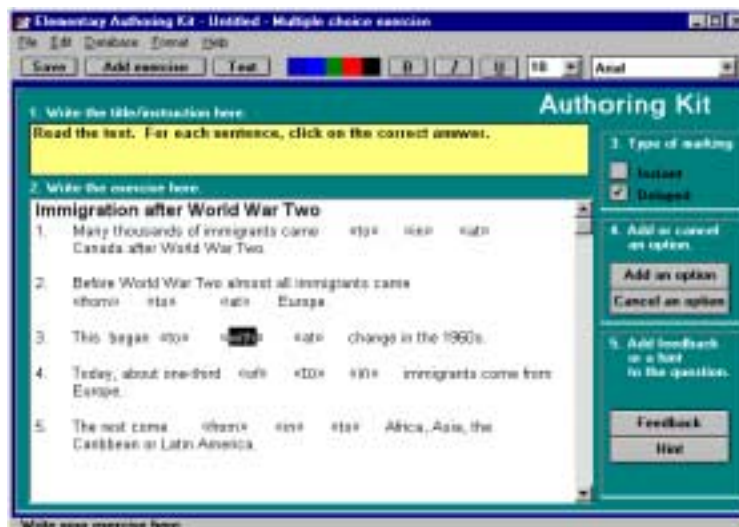 Elementary Authoring Kit - Untitled - Multiple choice exercise
File Edit Database Format Help
Save Add exercise Test B I U 10 Arial
Authoring Kit
1. Write the title/instruction here.
Read the text. For each sentence, click on the correct answer.
2. Write the exercise here.
Immigration after World War Two
1. Many thousands of immigrants came «to» «in» «at»
Canada after World War Two.
2. Before World War Two almost all immigrants came
«from» «to» «at» Europe
3. This began «to» «with» «at» change in the 1960s.
4. Today, about one-third «of» «to» «in» immigrants come from
Europe.
5. The rest come «from» «in» «to» Africa, Asia, the
Caribbean or Latin America.
3. Type of marking
Instant
Delayed
4. Add or cancel
an option.
Add an option
Cancel an option
5. Add feedback
or a hint
to the question.
Feedback
Hint
Write your exercise here.